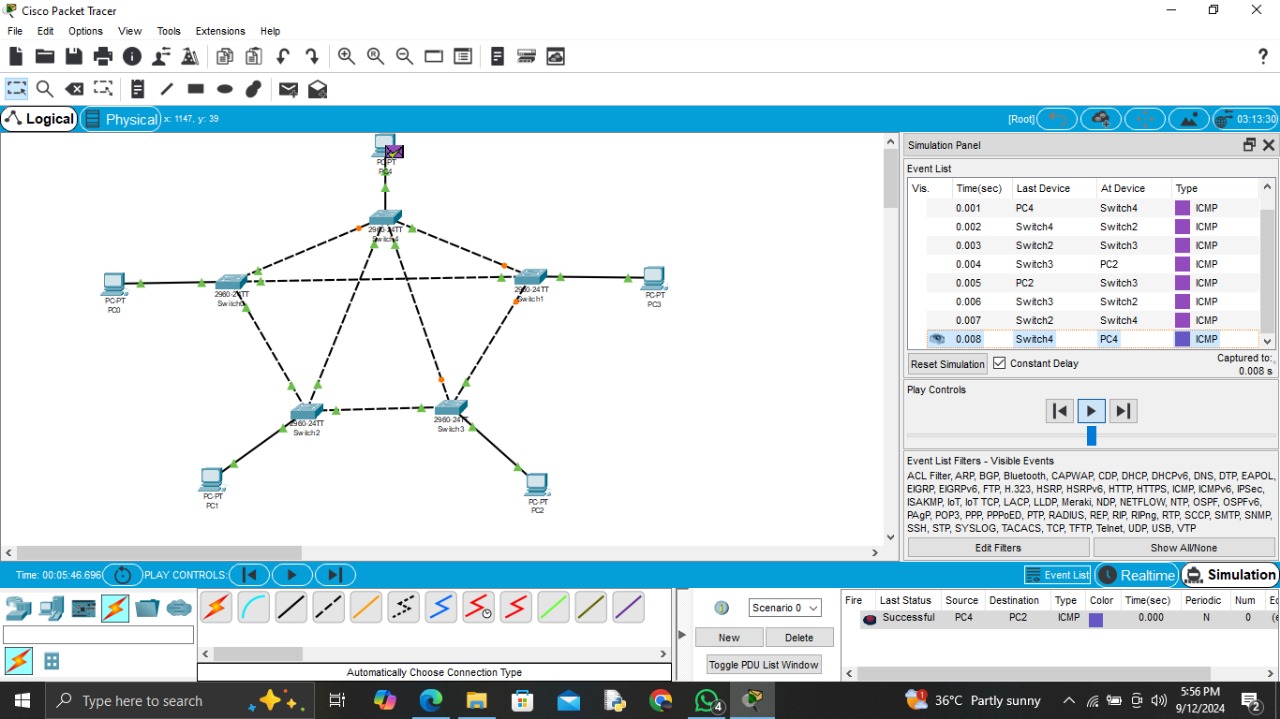 Cisco Packet Tracer
File Edit Options View Tools Extensions Help
?
Logical Physical x: 1147, y: 39 [Root] 03:13:30
PC-PT
PC4
2960-24TT
Switch4
PC-PT
PC0
2960-24TT
Switch0
2960-24TT
Switch1
PC-PT
PC3
2960-24TT
Switch2
2960-24TT
Switch3
PC-PT
PC1
PC-PT
PC2
Simulation Panel
Event List
Vis. Time(sec) Last Device At Device Type
0.001 PC4 Switch4 ICMP
0.002 Switch4 Switch2 ICMP
0.003 Switch2 Switch3 ICMP
0.004 Switch3 PC2 ICMP
0.005 PC2 Switch3 ICMP
0.006 Switch3 Switch2 ICMP
0.007 Switch2 Switch4 ICMP
0.008 Switch4 PC4 ICMP
Reset Simulation Constant Delay Captured to:
0.008 s
Play Controls
Event List Filters - Visible Events
ACL Filter, ARP, BGP, Bluetooth, CAPWAP, CDP, DHCP, DHCPv6, DNS, DTP, EAPOL,
EIGRP, EIGRPv6, FTP, H.323, HSRP, HSRPv6, HTTP, HTTPS, ICMP, ICMPv6, IPSec,
ISAKMP, IoT, IoT TCP, LACP, LLDP, Meraki, NDP, NETFLOW, NTP, OSPF, OSPFv6,
PAgP, POP3, PPP, PPPoED, PTP, RADIUS, REP, RIP, RIPng, RTP, SCCP, SMTP, SNMP,
SSH, STP, SYSLOG, TACACS, TCP, TFTP, Telnet, UDP, USB, VTP
Edit Filters Show All/None
Time: 00:05:46.696 PLAY CONTROLS: Event List Realtime Simulation
Automatically Choose Connection Type
Scenario 0
New Delete
Toggle PDU List Window
Fire Last Status Source Destination Type Color Time(sec) Periodic Num
Successful PC4 PC2 ICMP 0.000 N 0
Type here to search
4
1
36°C Partly sunny
5:56 PM
9/12/2024
2